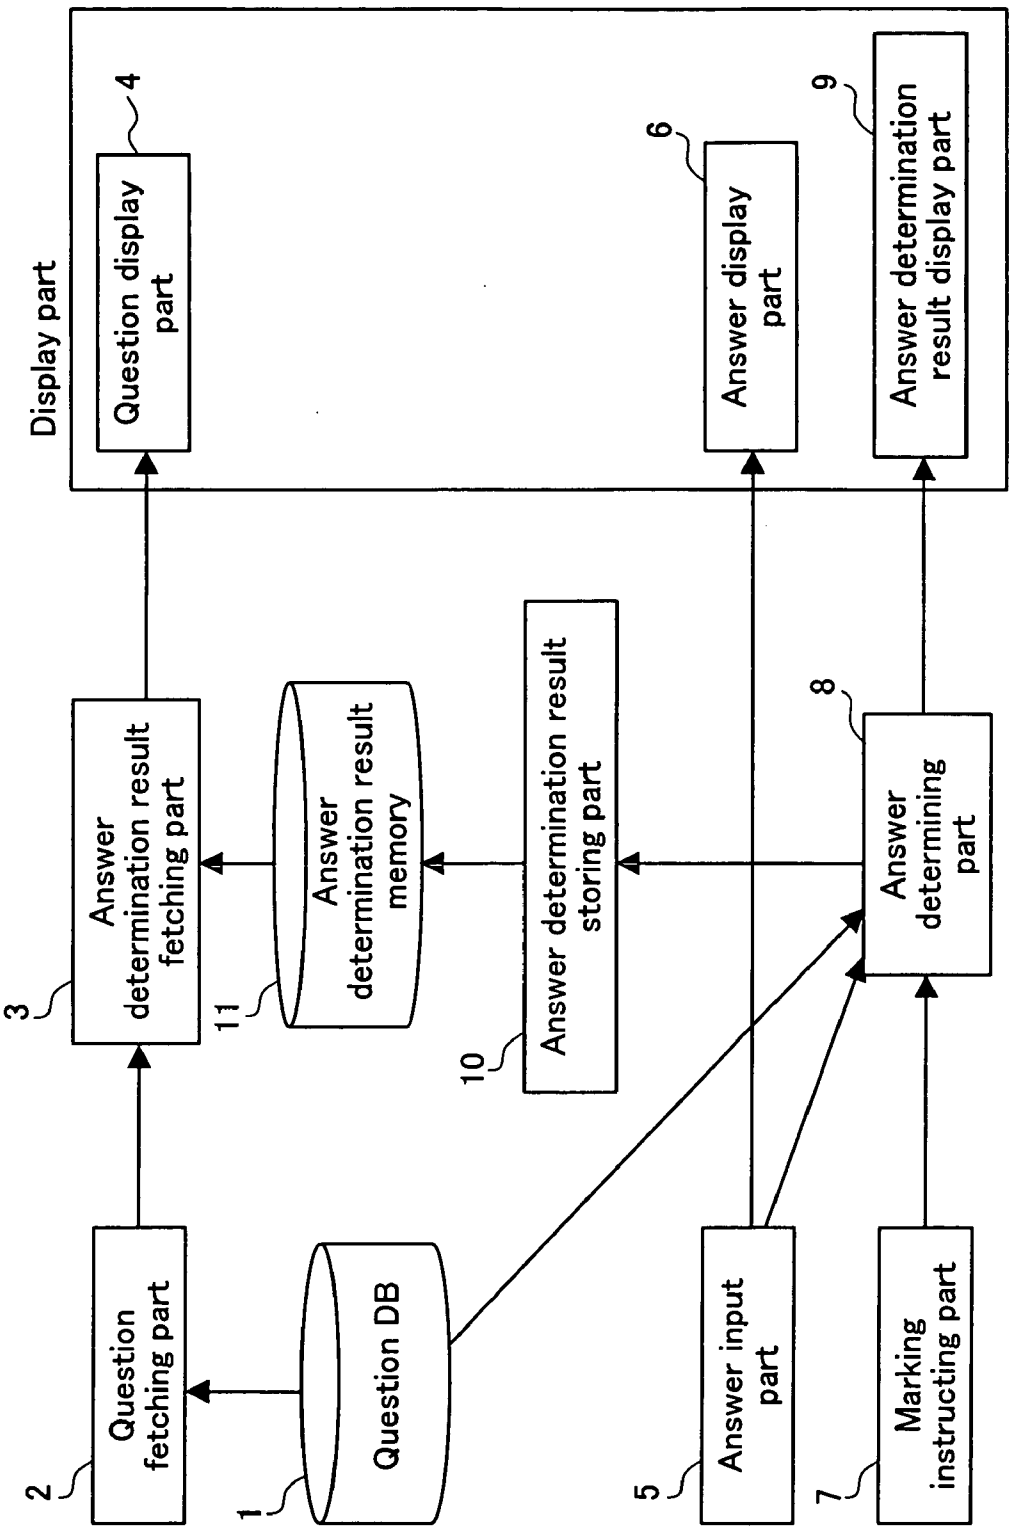 Display part
4
Question display
part
6
Answer display
part
9
Answer determination
result display part
3
Answer
determination result
fetching part
11
Answer
determination result
memory
10
Answer determination result
storing part
8
Answer
determining
part
2
Question
fetching part
1
Question DB
5
Answer input
part
7
Marking
instructing part